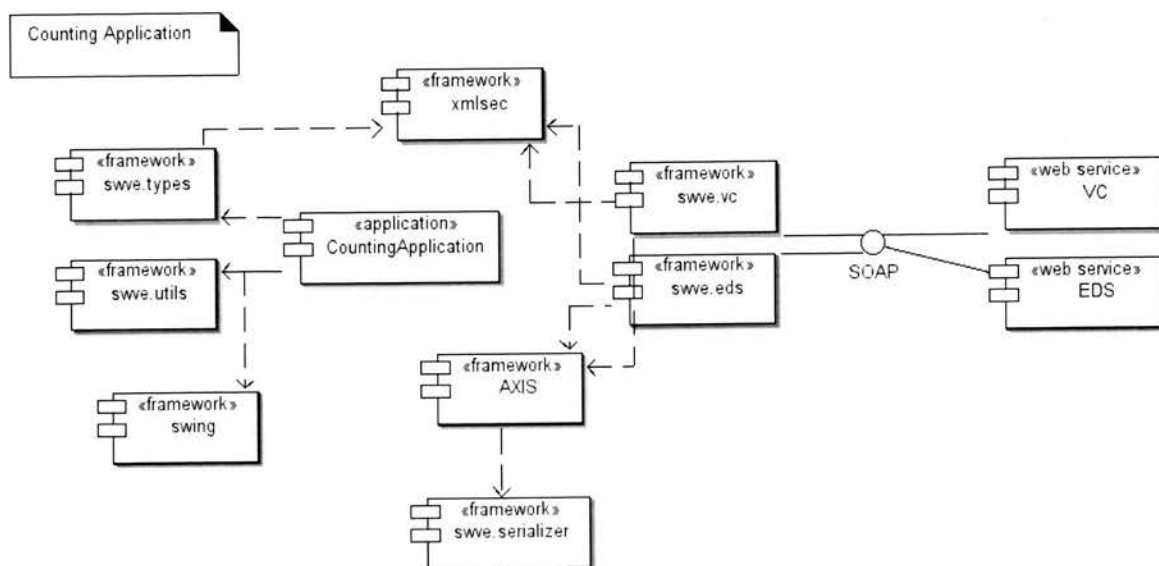 Counting Application
«framework»
xmlsec
«framework»
swve.types
«framework»
swve.vc
«web service»
VC
«application»
CountingApplication
«framework»
swve.utils
«framework»
swve.eds
SOAP
«web service»
EDS
«framework»
AXIS
«framework»
swing
«framework»
swve.serializer